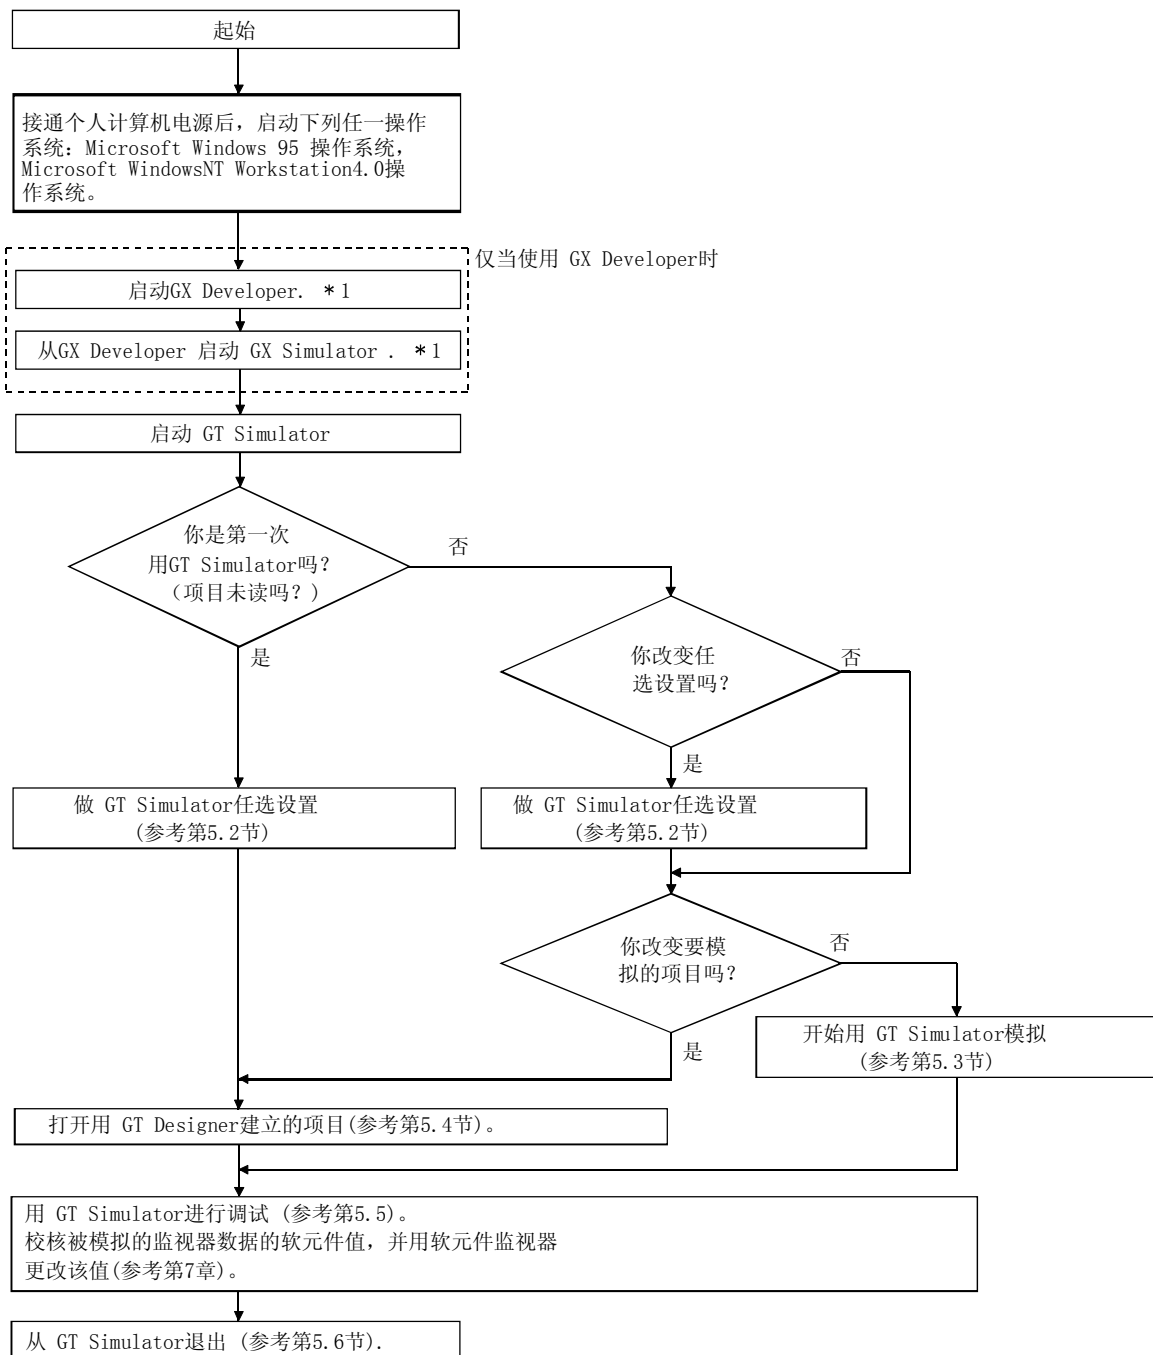 起始
接通个人计算机电源后，启动下列任一操作
系统：Microsoft Windows 95 操作系统，
Microsoft WindowsNT Workstation4.0操
作系统。
仅当使用 GX Developer时
启动GX Developer. *1
从GX Developer 启动 GX Simulator . *1
启动 GT Simulator
你是第一次
用GT Simulator吗？
（项目未读吗？)
否
是
你改变任
选设置吗？
否
是
做 GT Simulator任选设置
(参考第5.2节)
做 GT Simulator任选设置
(参考第5.2节)
你改变要模
拟的项目吗？
否
是
开始用 GT Simulator模拟
(参考第5.3节)
打开用 GT Designer建立的项目(参考第5.4节)。
用 GT Simulator进行调试 (参考第5.5)。
校核被模拟的监视器数据的软元件值，并用软元件监视器
更改该值(参考第7章)。
从 GT Simulator退出 (参考第5.6节).